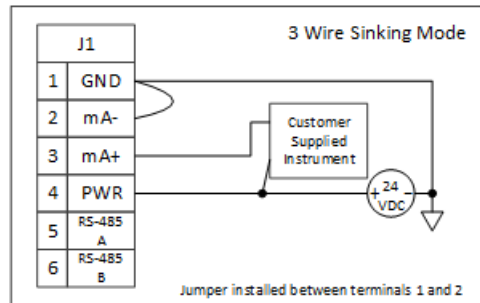 3 Wire Sinking Mode
J1
1 GND
2 mA-
3 mA+
4 PWR
5 RS-485
A
6 RS-485
B
Customer
Supplied
Instrument
+ 24 -
VDC
Jumper installed between terminals 1 and 2